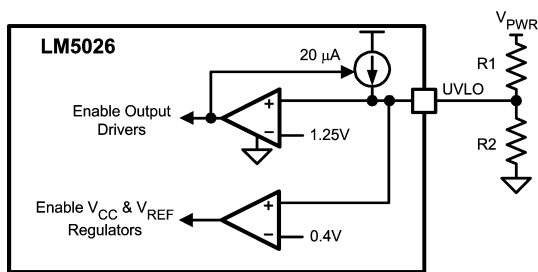 V_PWR
LM5026
20 µA
R1
UVLO
Enable Output
Drivers
+
−
1.25V
R2
Enable V_CC & V_REF
Regulators
+
−
0.4V